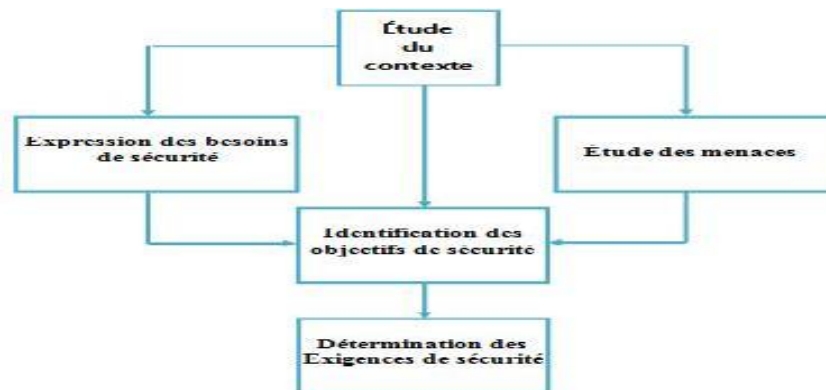 Étude
du
contexte
Expression des besoins
de sécurité
Étude des menaces
Identification des
objectifs de sécurité
Détermination des
Exigences de sécurité